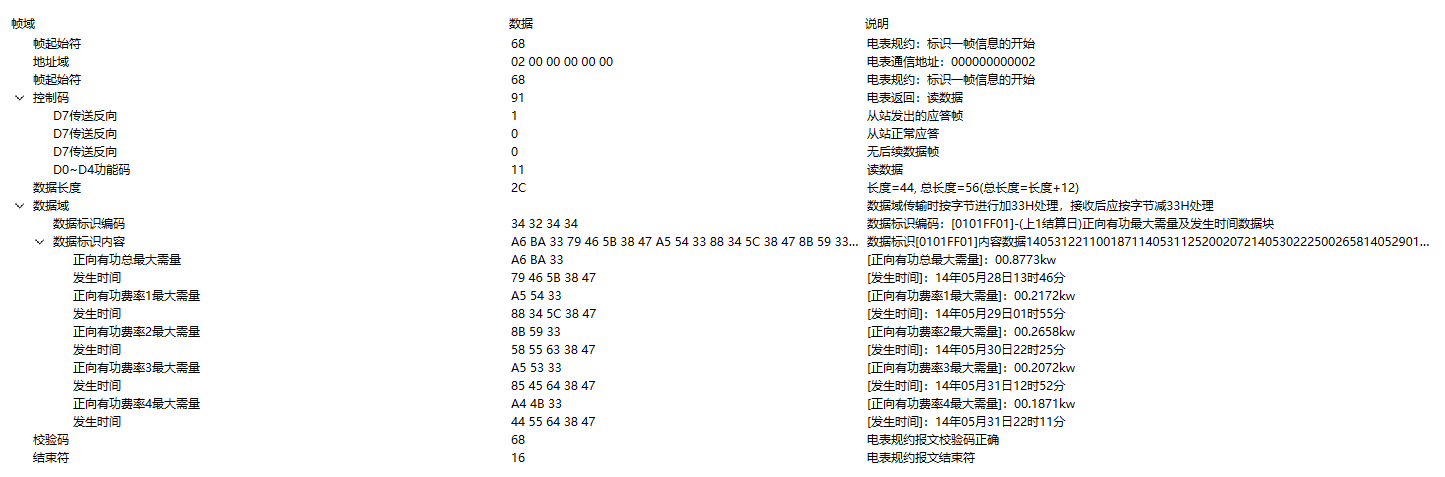 帧域 数据 说明
帧起始符 68 电表规约：标识一帧信息的开始
地址域 02 00 00 00 00 00 电表通信地址：000000000002
帧起始符 68 电表规约：标识一帧信息的开始
控制码 91 电表返回：读数据
D7传送反向 1 从站发出的应答帧
D7传送反向 0 从站正常应答
D7传送反向 0 无后续数据帧
D0~D4功能码 11 读数据
数据长度 2C 长度=44, 总长度=56(总长度=长度+12)
数据域 数据域传输时按字节进行加33H处理，接收后应按字节减33H处理
数据标识编码 34 32 34 34 数据标识编码：[0101FF01]-(上1结算日)正向有功最大需量及发生时间数据块
数据标识内容 A6 BA 33 79 46 5B 38 47 A5 54 33 88 34 5C 38 47 8B 59 33... 数据标识[0101FF01]内容数据14053122110018711405311252002072140530222500265814052901...
正向有功总最大需量 A6 BA 33 [正向有功总最大需量]：00.8773kw
发生时间 79 46 5B 38 47 [发生时间]：14年05月28日13时46分
正向有功费率1最大需量 A5 54 33 [正向有功费率1最大需量]：00.2172kw
发生时间 88 34 5C 38 47 [发生时间]：14年05月29日01时55分
正向有功费率2最大需量 8B 59 33 [正向有功费率2最大需量]：00.2658kw
发生时间 58 55 63 38 47 [发生时间]：14年05月30日22时25分
正向有功费率3最大需量 A5 53 33 [正向有功费率3最大需量]：00.2072kw
发生时间 85 45 64 38 47 [发生时间]：14年05月31日12时52分
正向有功费率4最大需量 A4 4B 33 [正向有功费率4最大需量]：00.1871kw
发生时间 44 55 64 38 47 [发生时间]：14年05月31日22时11分
校验码 68 电表规约报文校验码正确
结束符 16 电表规约报文结束符